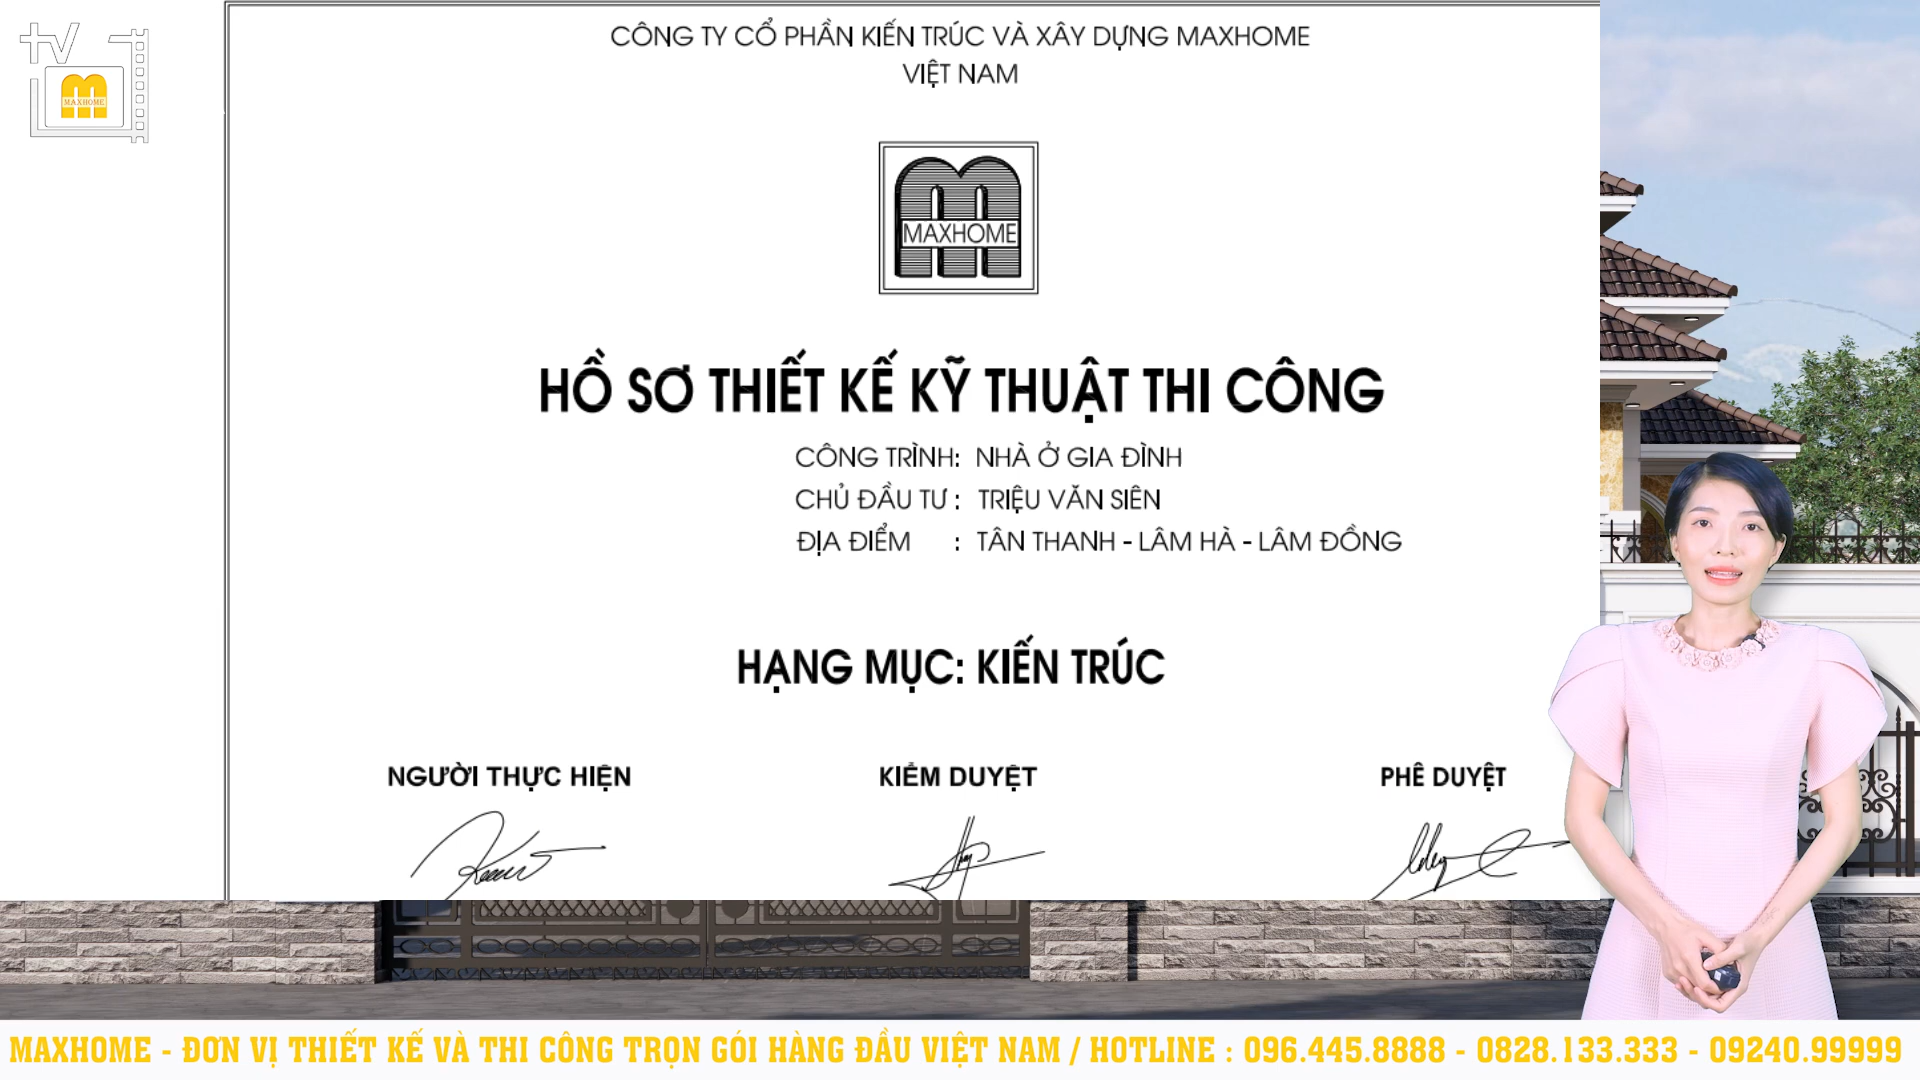 tv
MAXHOME
CÔNG TY CỔ PHẦN KIẾN TRÚC VÀ XÂY DỰNG MAXHOME
VIỆT NAM
MAXHOME
HỒ SƠ THIẾT KẾ KỸ THUẬT THI CÔNG
CÔNG TRÌNH: NHÀ Ở GIA ĐÌNH
CHỦ ĐẦU TƯ : TRIỆU VĂN SIÊN
ĐỊA ĐIỂM : TÂN THANH - LÂM HÀ - LÂM ĐỒNG
HẠNG MỤC: KIẾN TRÚC
NGƯỜI THỰC HIỆN KIỂM DUYỆT PHÊ DUYỆT
MAXHOME - ĐƠN VỊ THIẾT KẾ VÀ THI CÔNG TRỌN GÓI HÀNG ĐẦU VIỆT NAM / HOTLINE : 096.445.8888 - 0828.133.333 - 09240.99999